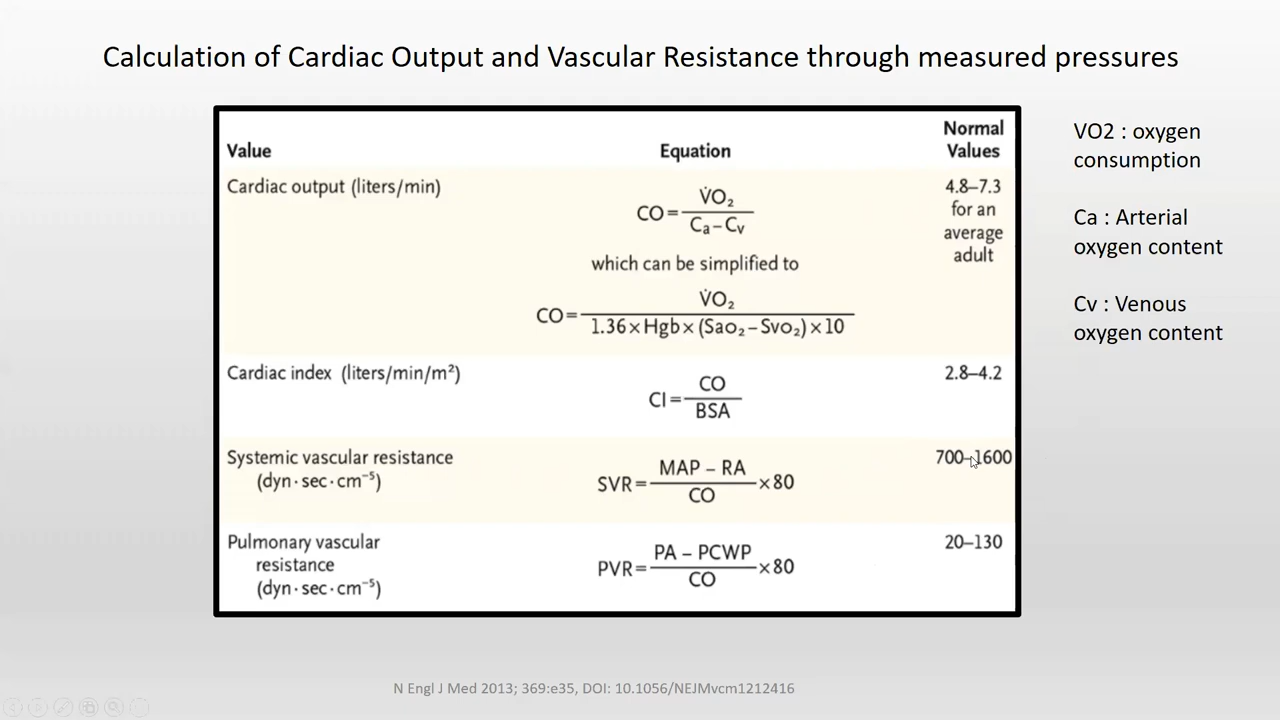 Calculation of Cardiac Output and Vascular Resistance through measured pressures
Value Equation Normal Values
Cardiac output (liters/min)
CO = V̇O₂ / (Cₐ – Cᵥ)
which can be simplified to
CO = V̇O₂ / (1.36 × Hgb × (Sao₂ – Svo₂) × 10)
4.8–7.3
for an
average
adult
Cardiac index (liters/min/m²)
CI = CO / BSA
2.8–4.2
Systemic vascular resistance
(dyn·sec·cm⁻⁵)
SVR = (MAP – RA) / CO × 80
700–1600
Pulmonary vascular
resistance
(dyn·sec·cm⁻⁵)
PVR = (PA – PCWP) / CO × 80
20–130
VO2 : oxygen
consumption
Ca : Arterial
oxygen content
Cv : Venous
oxygen content
N Engl J Med 2013; 369:e35, DOI: 10.1056/NEJMvcm1212416